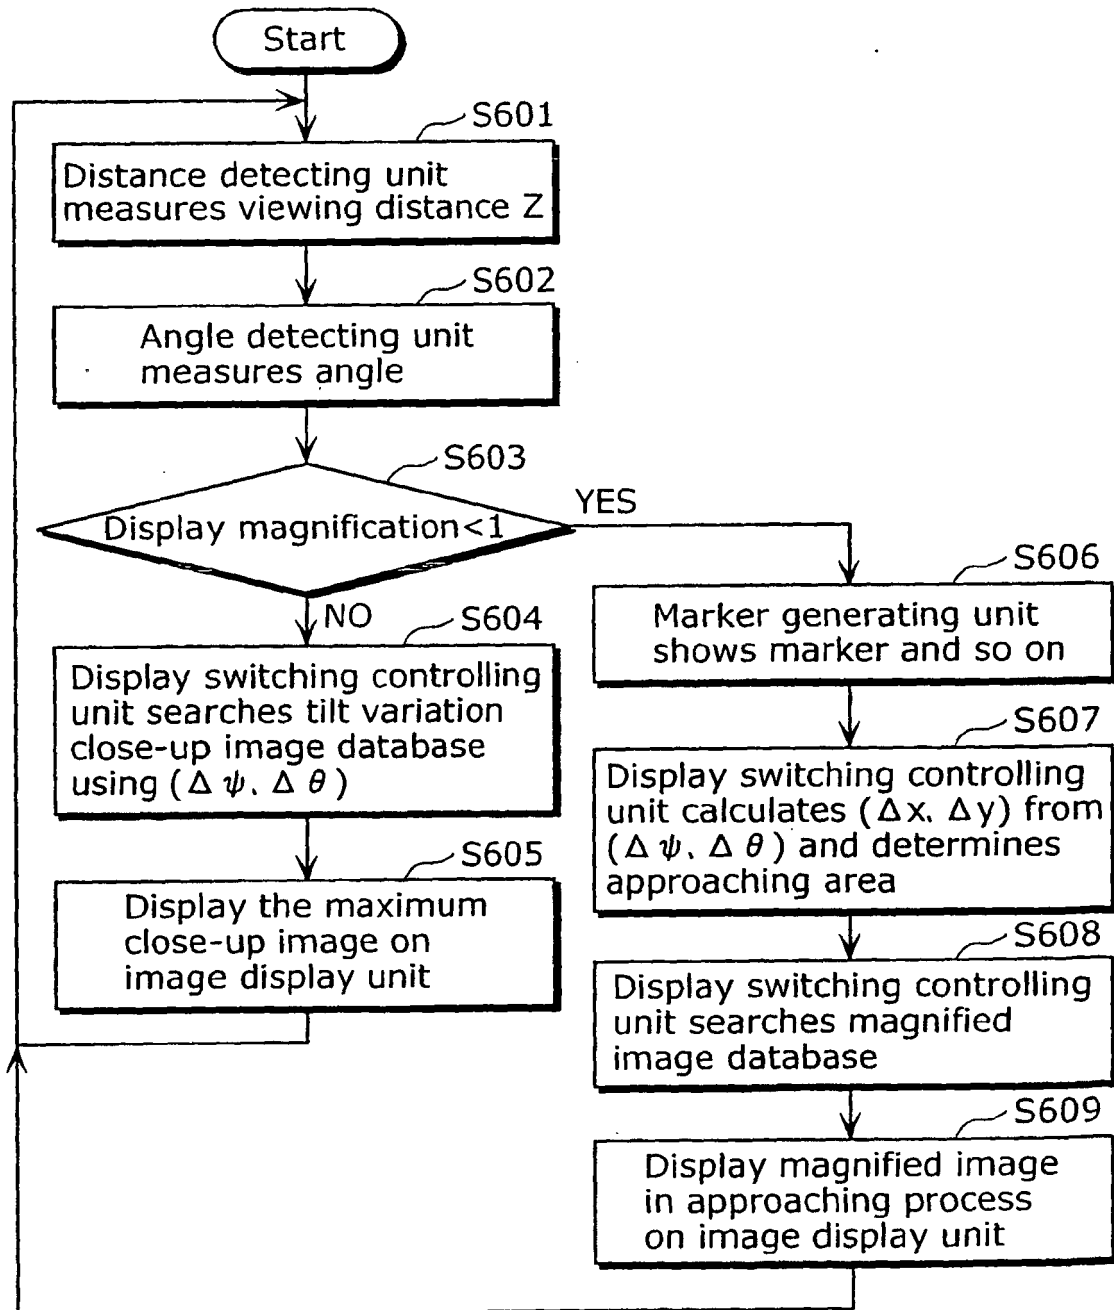 Start
S601
Distance detecting unit
measures viewing distance Z
S602
Angle detecting unit
measures angle
S603
Display magnification<1
YES
NO
S604
Display switching controlling
unit searches tilt variation
close-up image database
using (Δψ, Δθ)
S605
Display the maximum
close-up image on
image display unit
S606
Marker generating unit
shows marker and so on
S607
Display switching controlling
unit calculates (Δx, Δy) from
(Δψ, Δθ) and determines
approaching area
S608
Display switching controlling
unit searches magnified
image database
S609
Display magnified image
in approaching process
on image display unit